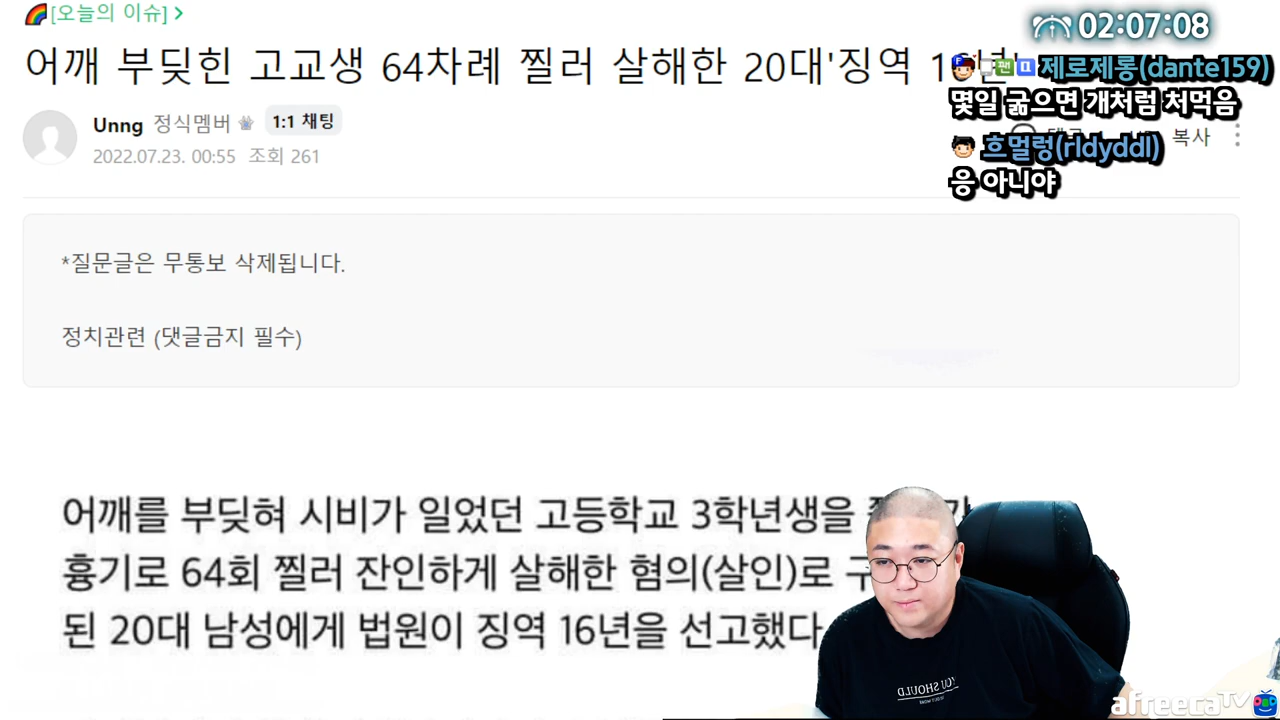 [오늘의 이슈] >
02:07:08
어깨 부딪힌 고교생 64차례 찔러 살해한 20대'징역 1
제로제롱(dante159)
몇일 굶으면 개처럼 처먹음
Unng 정식멤버 1:1 채팅
복사
흐멀렁(rldyddl)
2022.07.23. 00:55 조회 261
응 아니야
*질문글은 무통보 삭제됩니다.
정치관련 (댓글금지 필수)
어깨를 부딪혀 시비가 일었던 고등학교 3학년생을
흉기로 64회 찔러 잔인하게 살해한 혐의(살인)로 구
된 20대 남성에게 법원이 징역 16년을 선고했다
YOU SHOULD
afreecaTV